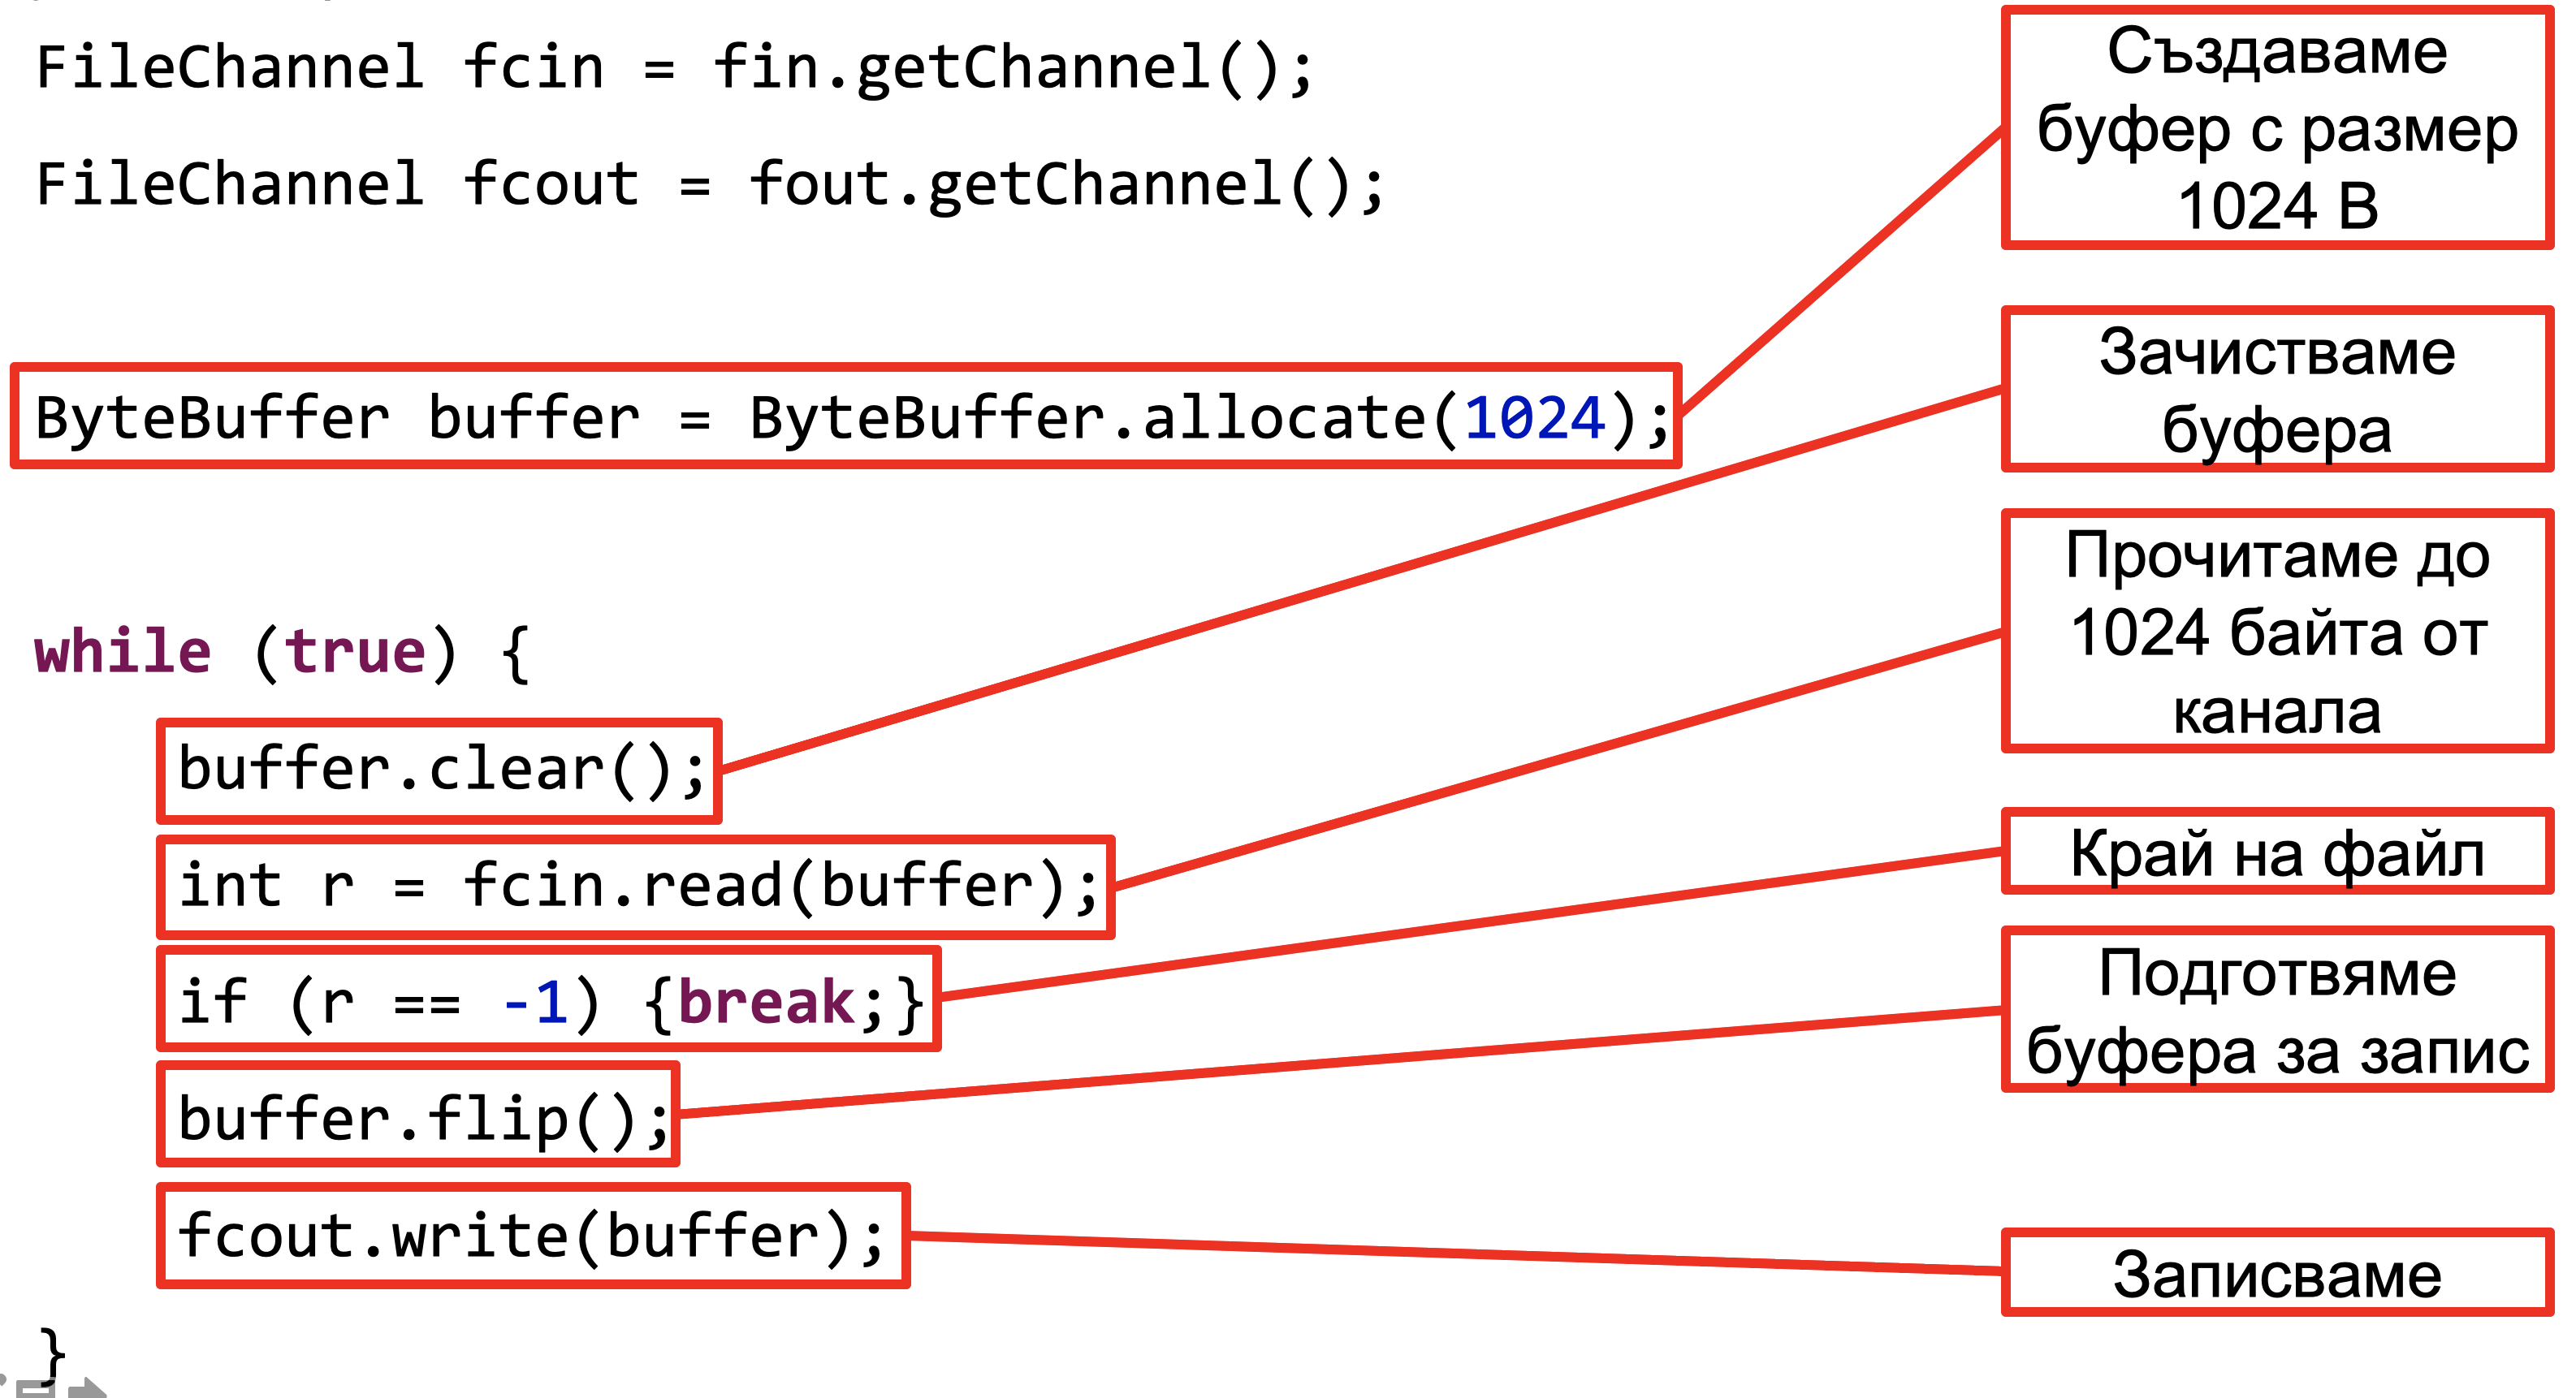 FileChannel fcin = fin.getChannel();
FileChannel fcout = fout.getChannel();
ByteBuffer buffer = ByteBuffer.allocate(1024);
while (true) {
buffer.clear();
int r = fcin.read(buffer);
if (r == -1) {break;}
buffer.flip();
fcout.write(buffer);
}
Създаваме
буфер с размер
1024 B
Зачистваме
буфера
Прочитаме до
1024 байта от
канала
Край на файл
Подготвяме
буфера за запис
Записваме